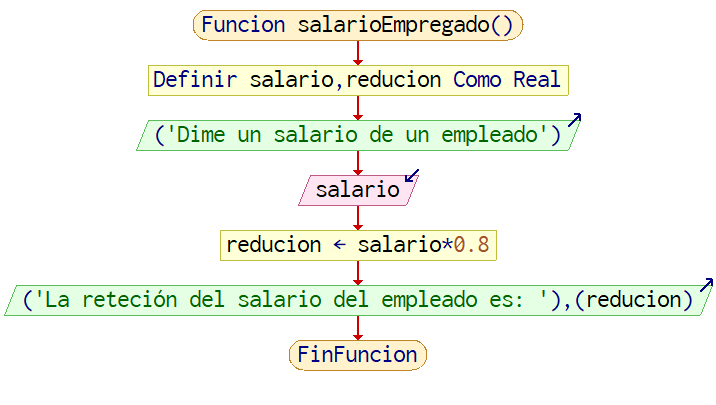 Funcion salarioEmpregado()
Definir salario,reducion Como Real
('Dime un salario de un empleado')
salario
reducion ← salario*0.8
('La reteción del salario del empleado es: '),(reducion)
FinFuncion